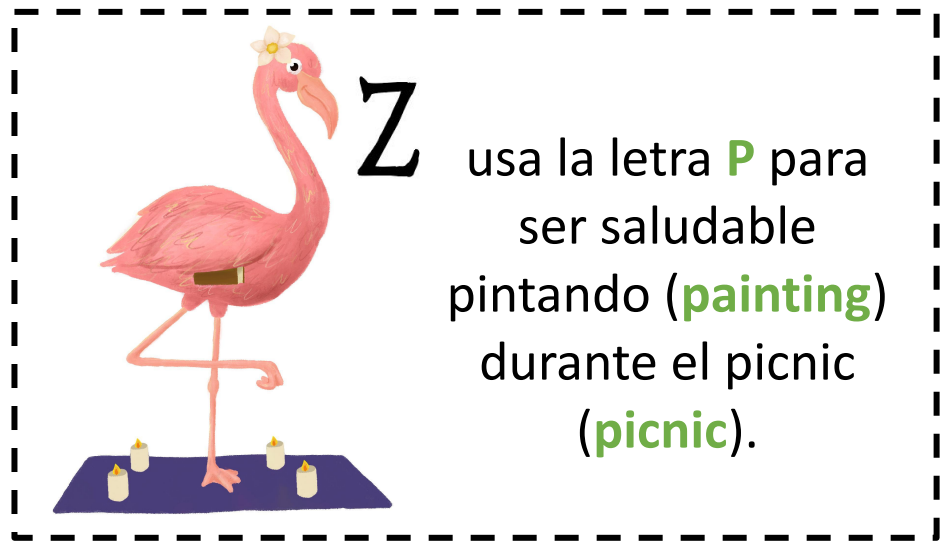 Z
usa la letra P para
ser saludable
pintando (painting)
durante el picnic
(picnic).